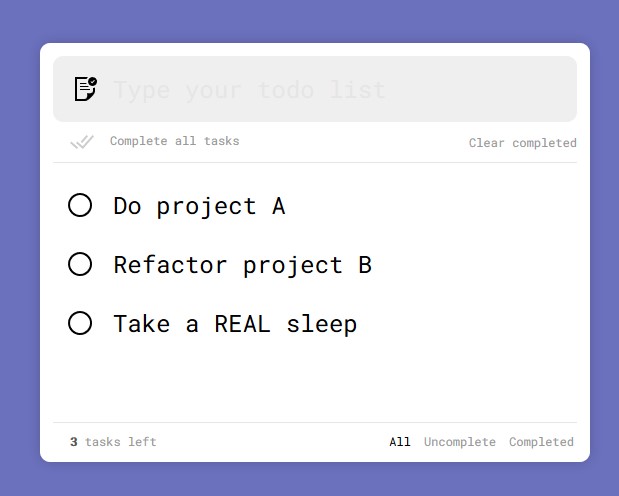 Type your todo list
Complete all tasks Clear completed
Do project A
Refactor project B
Take a REAL sleep
3 tasks left All Uncomplete Completed